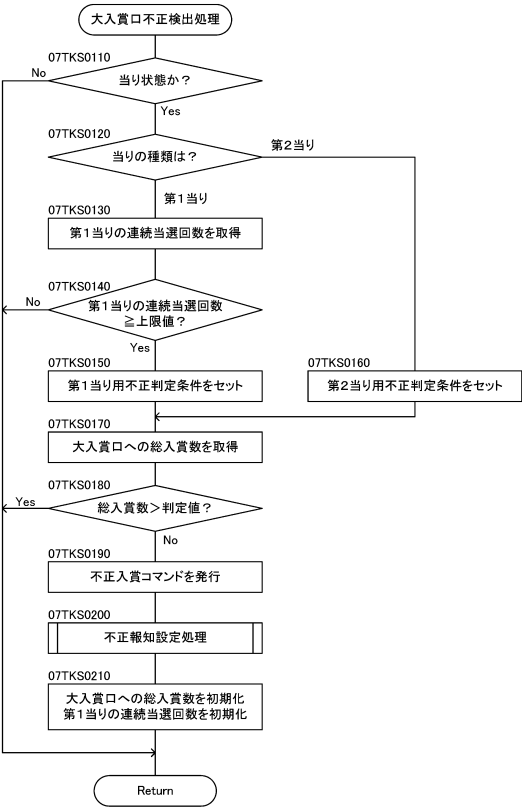 大入賞口不正検出処理
07TKS0110
No
当り状態か？
Yes
07TKS0120
当りの種類は？
第２当り
第１当り
07TKS0130
第１当りの連続当選回数を取得
07TKS0140
No
第１当りの連続当選回数
≧上限値？
Yes
07TKS0150
第１当り用不正判定条件をセット
07TKS0160
第２当り用不正判定条件をセット
07TKS0170
大入賞口への総入賞数を取得
07TKS0180
Yes
総入賞数＞判定値？
No
07TKS0190
不正入賞コマンドを発行
07TKS0200
不正報知設定処理
07TKS0210
大入賞口への総入賞数を初期化
第１当りの連続当選回数を初期化
Return